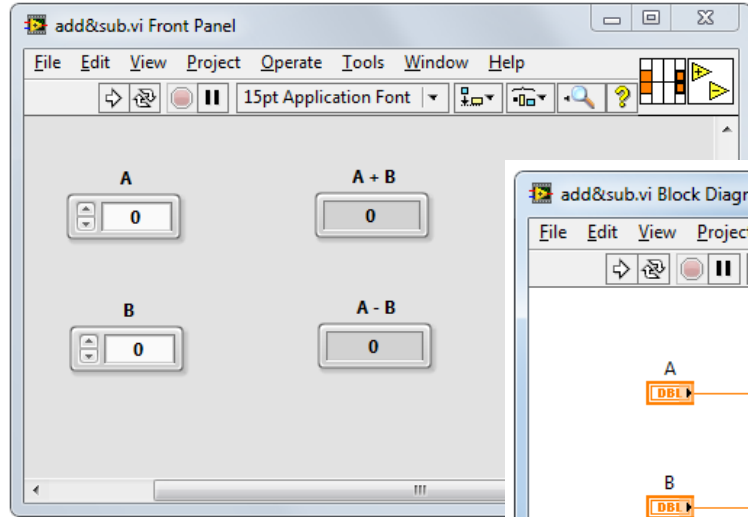 add&sub.vi Front Panel
File Edit View Project Operate Tools Window Help
15pt Application Font
A
0
A + B
0
B
0
A - B
0
add&sub.vi Block Diagr
File Edit View Projec
A
DBL
B
DBL